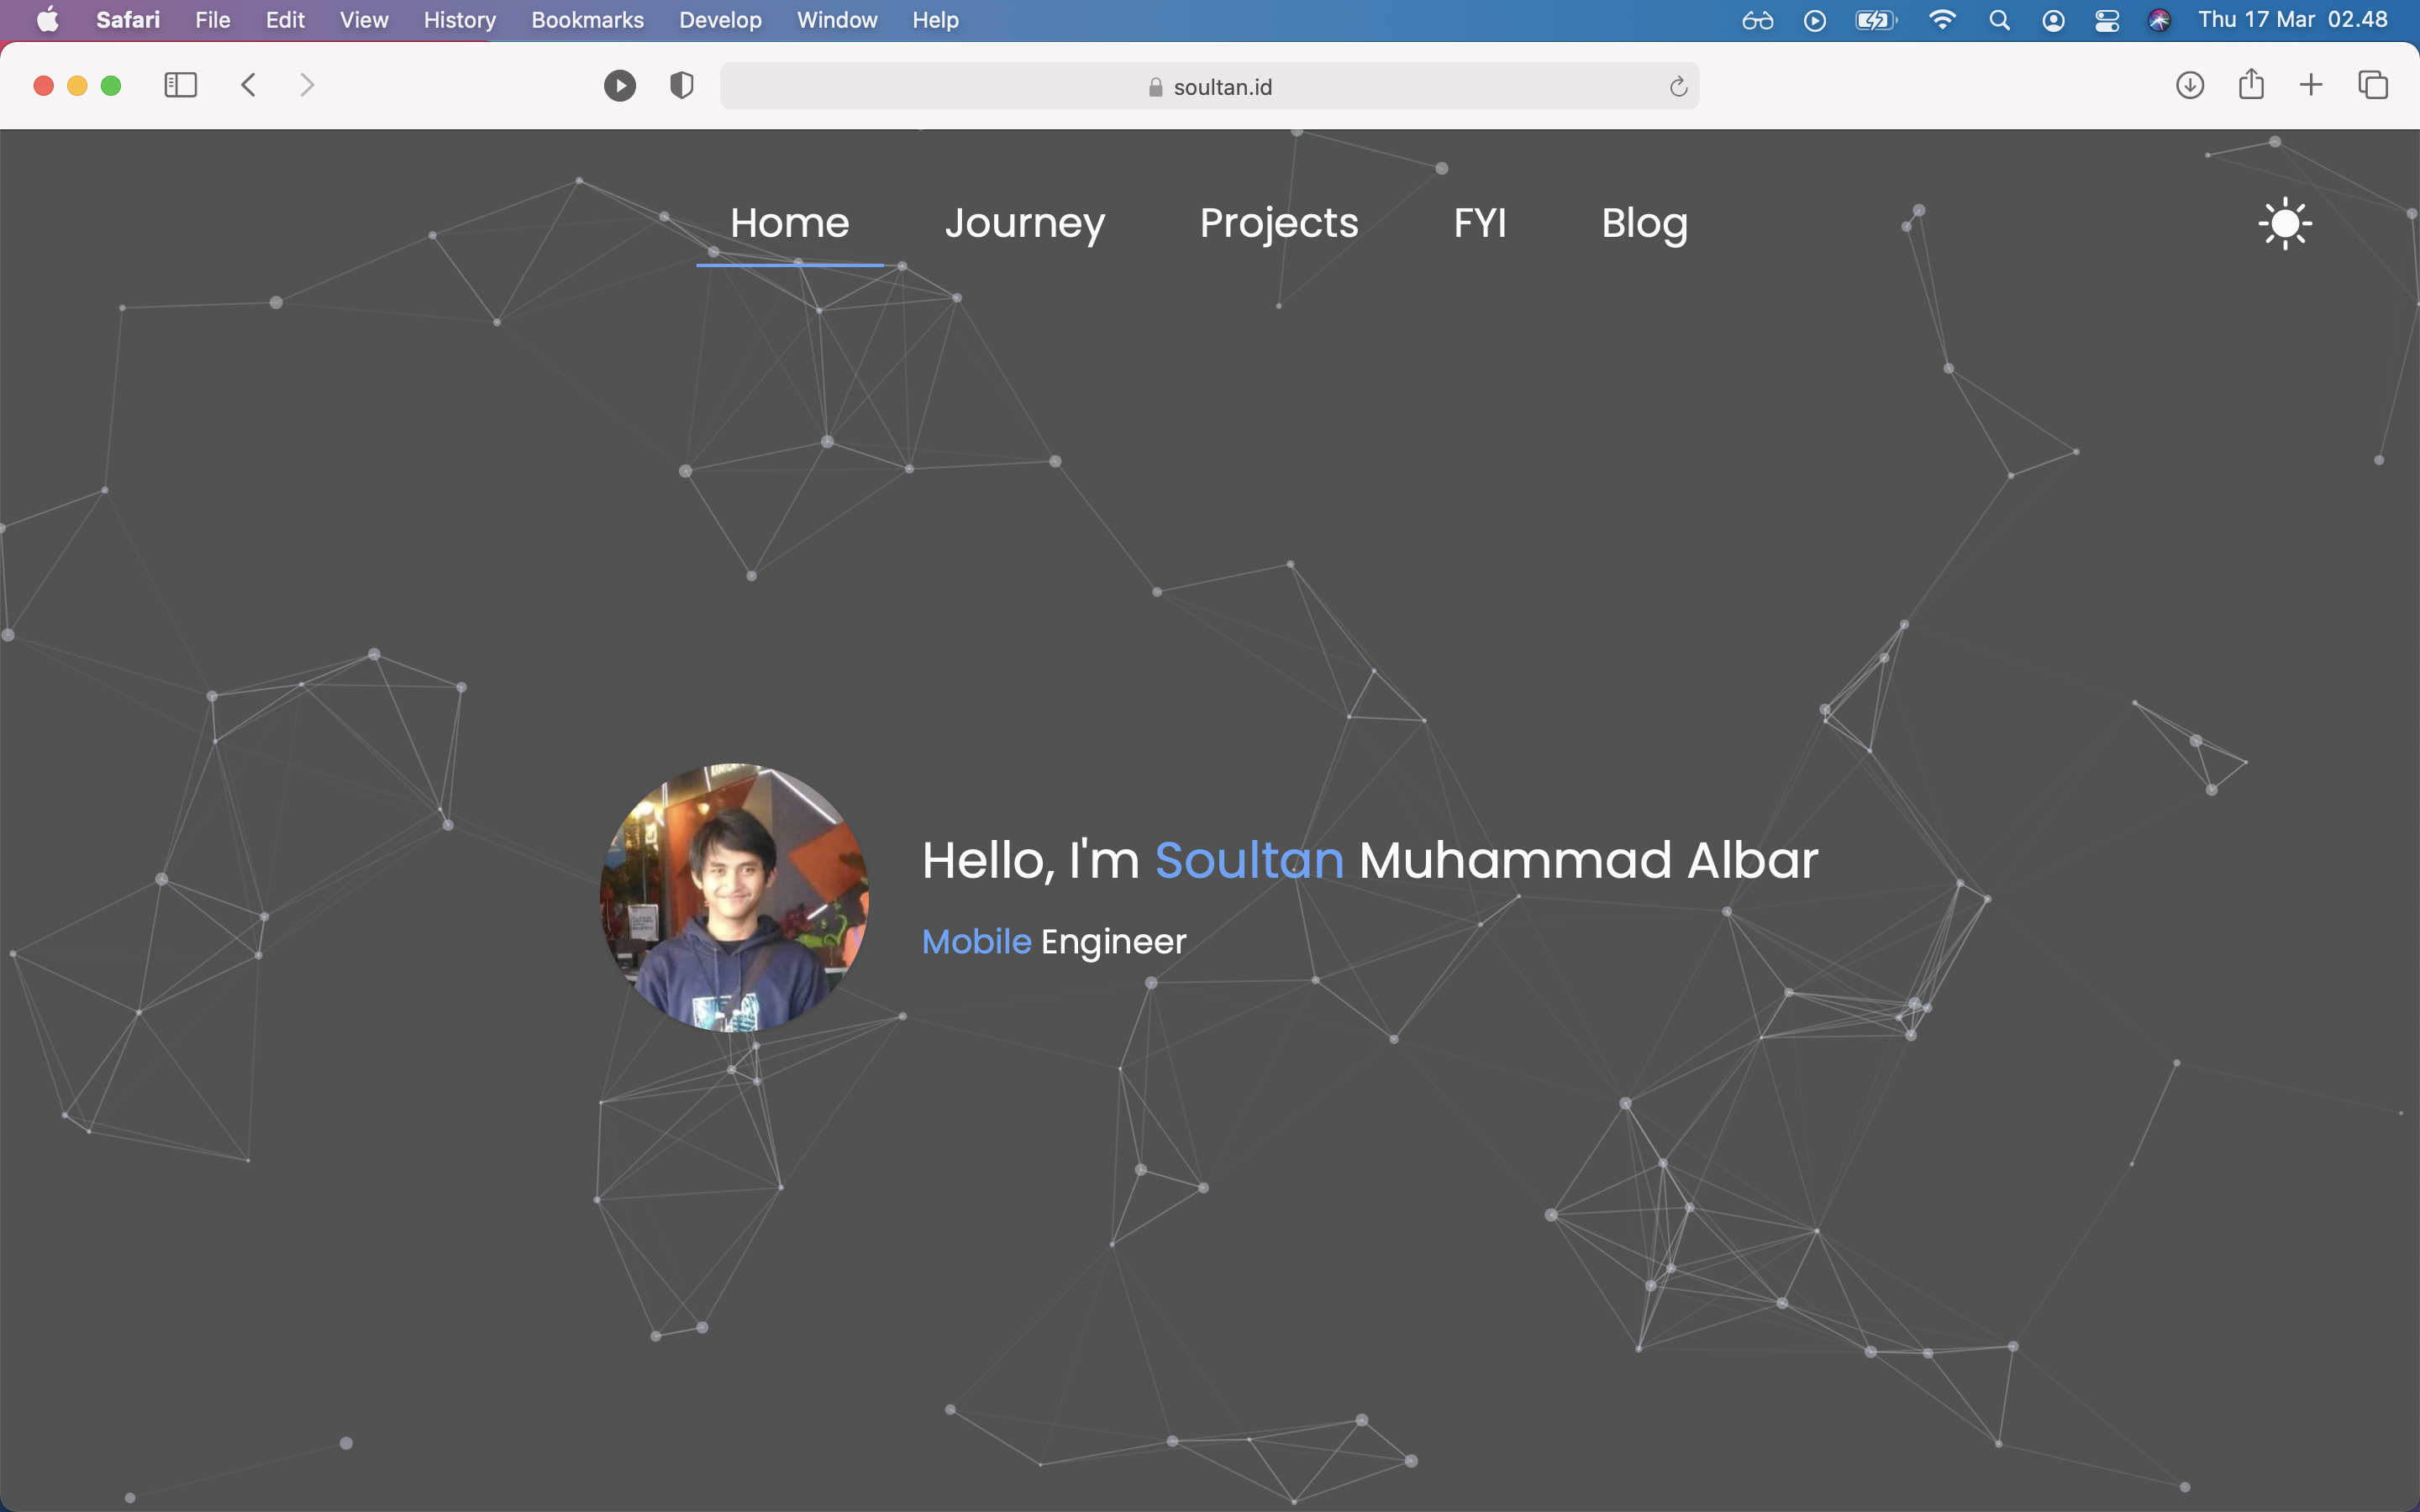 Safari File Edit View History Bookmarks Develop Window Help Thu 17 Mar 02.48
soultan.id
Home Journey Projects FYI Blog
Hello, I'm Soultan Muhammad Albar
Mobile Engineer